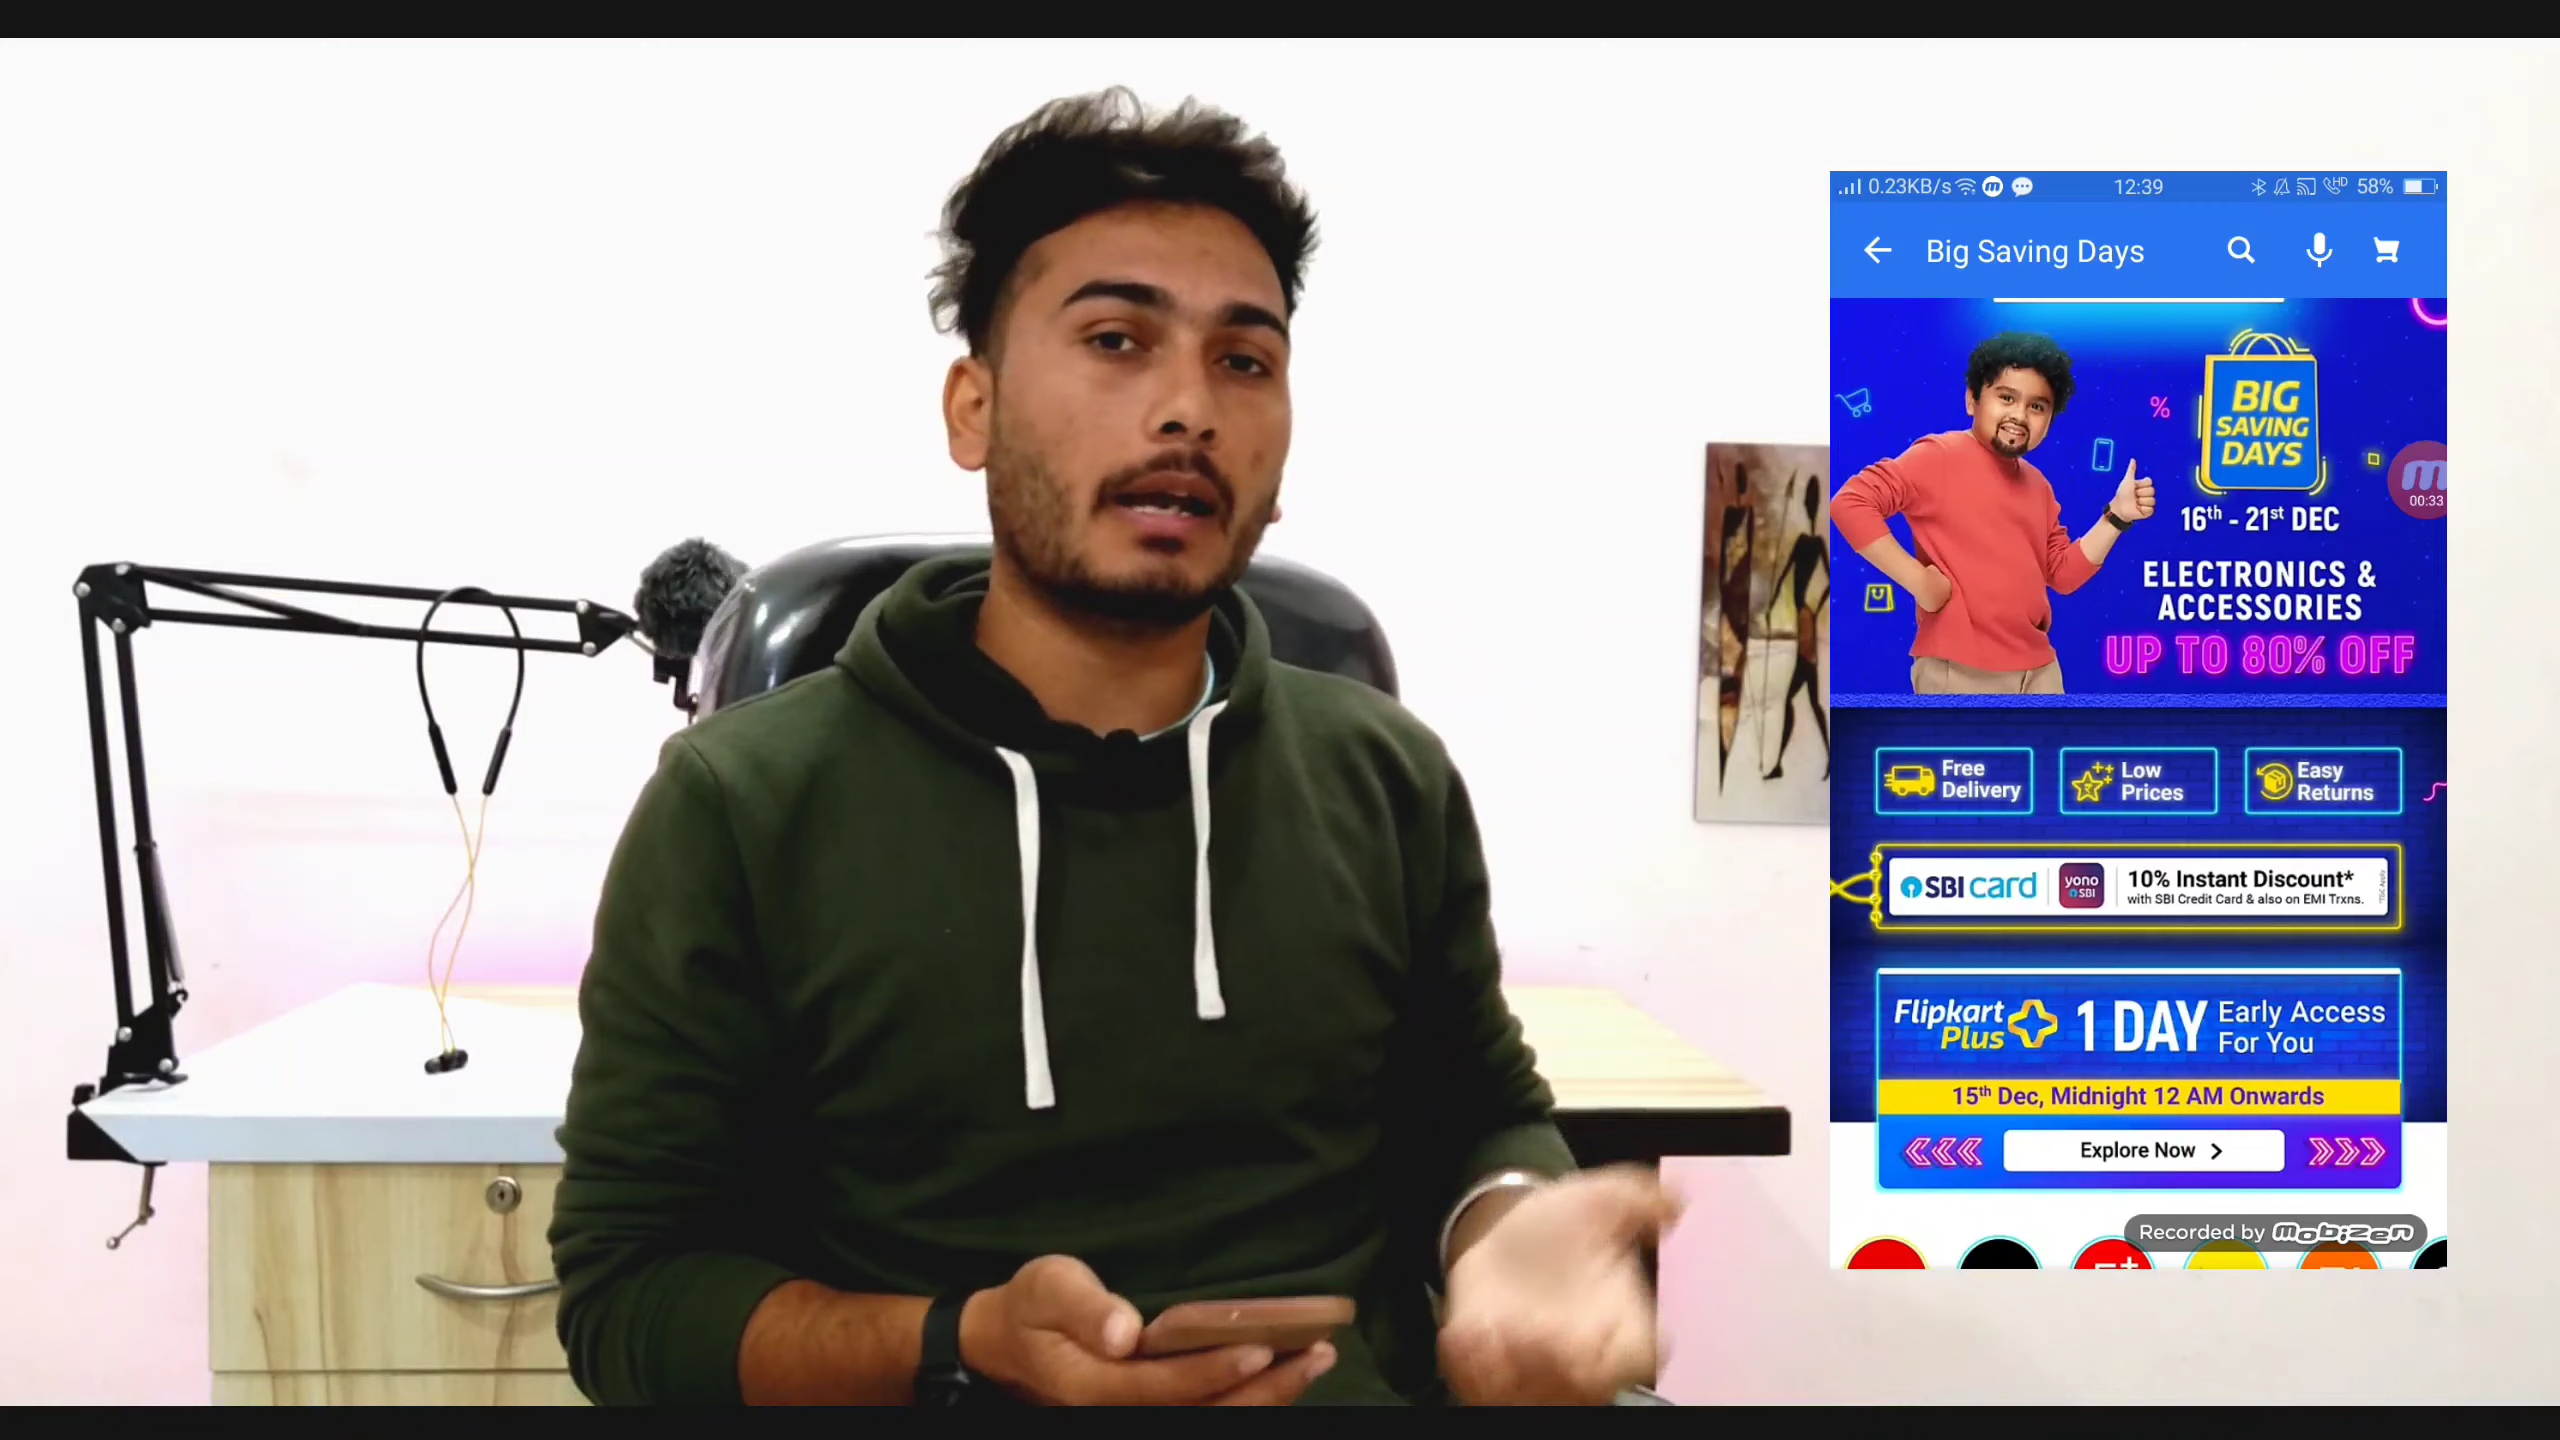 0.23KB/s 12:39 HD 58%
Big Saving Days
BIG
SAVING
DAYS
%
m
00:33
16th - 21st DEC
ELECTRONICS &
ACCESSORIES
UP TO 80% OFF
Free
Delivery
Low
Prices
Easy
Returns
SBI card
yono
SBI
10% Instant Discount*
with SBI Credit Card & also on EMI Trxns.
Flipkart
Plus
1 DAY
Early Access
For You
15th Dec, Midnight 12 AM Onwards
Explore Now >
Recorded by mobizen